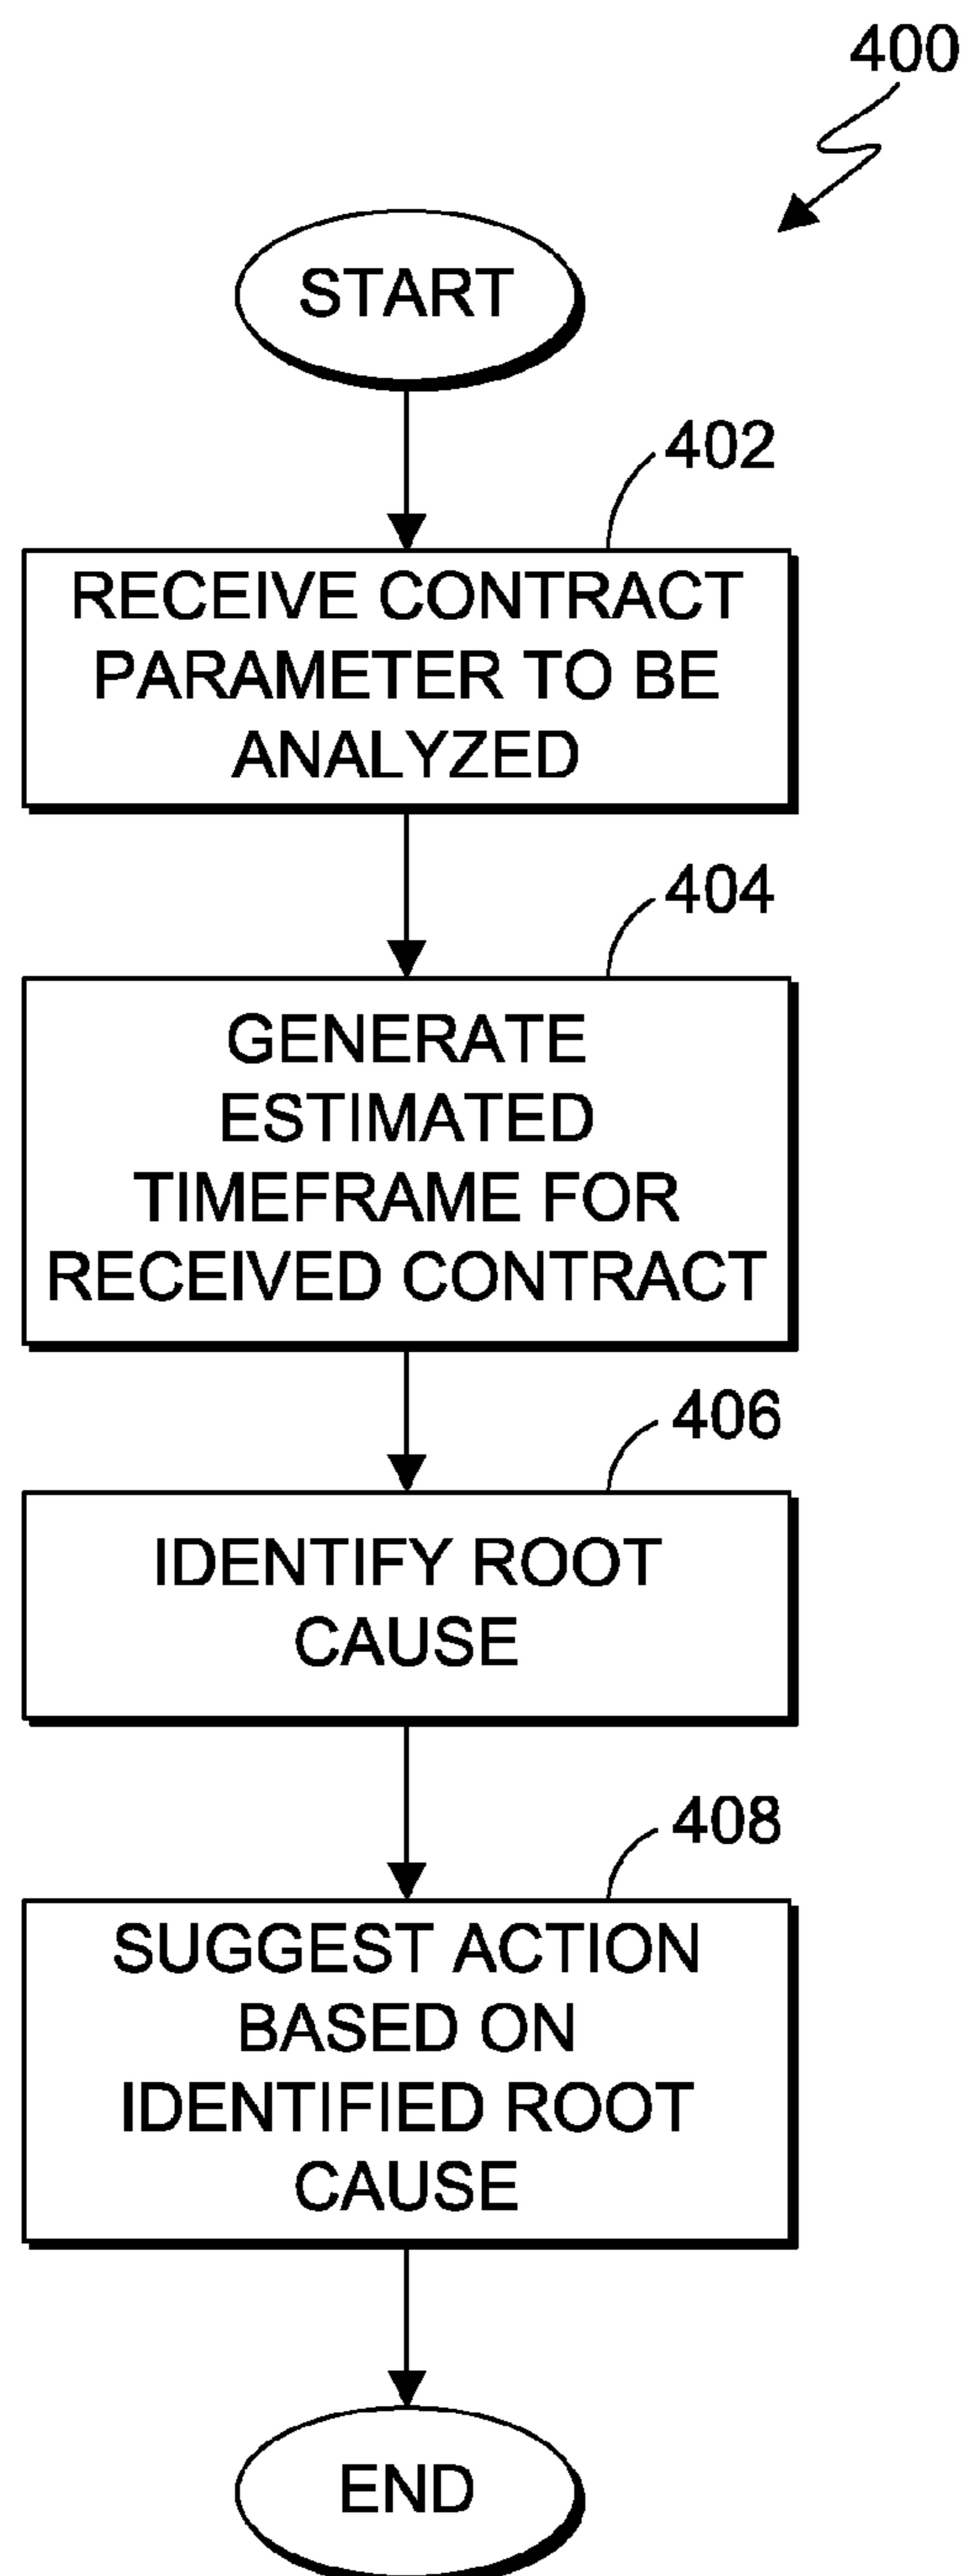 400
START
402
RECEIVE CONTRACT
PARAMETER TO BE
ANALYZED
404
GENERATE
ESTIMATED
TIMEFRAME FOR
RECEIVED CONTRACT
406
IDENTIFY ROOT
CAUSE
408
SUGGEST ACTION
BASED ON
IDENTIFIED ROOT
CAUSE
END